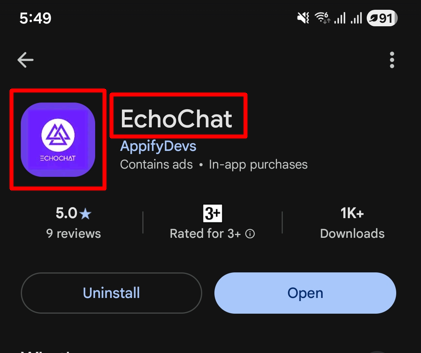 5:49
91
EchoChat
ECHOCHAT
AppifyDevs
Contains ads • In-app purchases
5.0★
3+
1K+
9 reviews
Rated for 3+
Downloads
Uninstall
Open